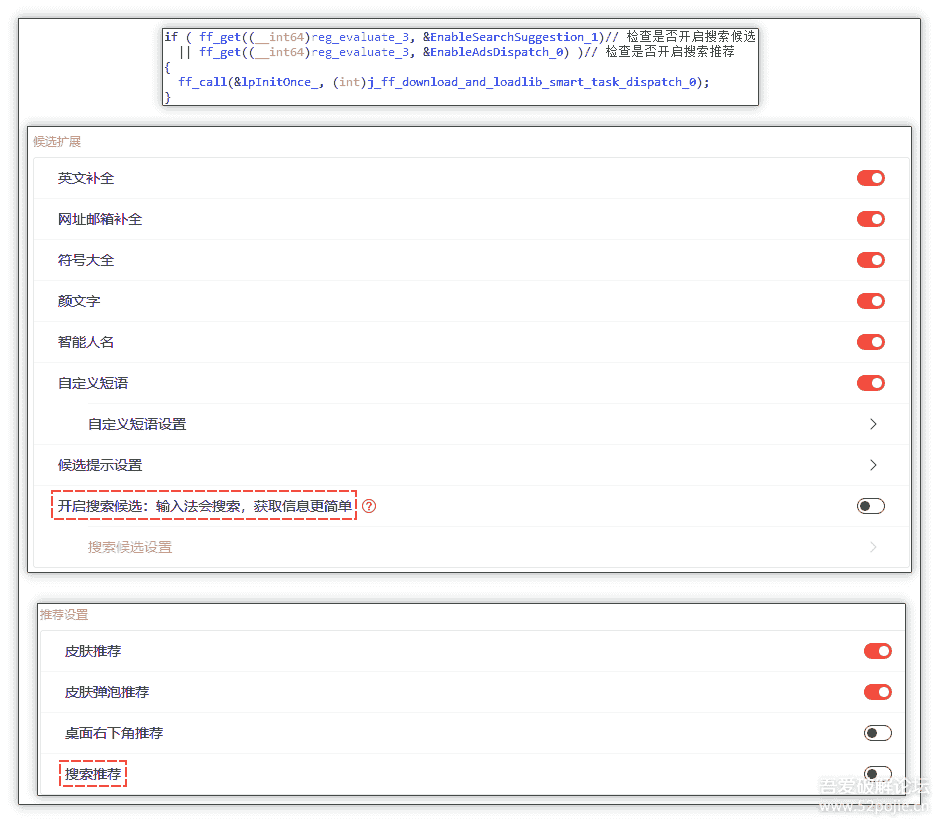 if ( ff_get((__int64)reg_evaluate_3, &EnableSearchSuggestion_1)// 检查是否开启搜索候选
|| ff_get((__int64)reg_evaluate_3, &EnableAdsDispatch_0) )// 检查是否开启搜索推荐
{
ff_call(&lpInitOnce_, (int)j_ff_download_and_loadlib_smart_task_dispatch_0);
}
候选扩展
英文补全
网址邮箱补全
符号大全
颜文字
智能人名
自定义短语
自定义短语设置
候选提示设置
开启搜索候选：输入法会搜索，获取信息更简单 ?
搜索候选设置
推荐设置
皮肤推荐
皮肤弹泡推荐
桌面右下角推荐
搜索推荐
吾爱破解论坛
www.52pojie.cn